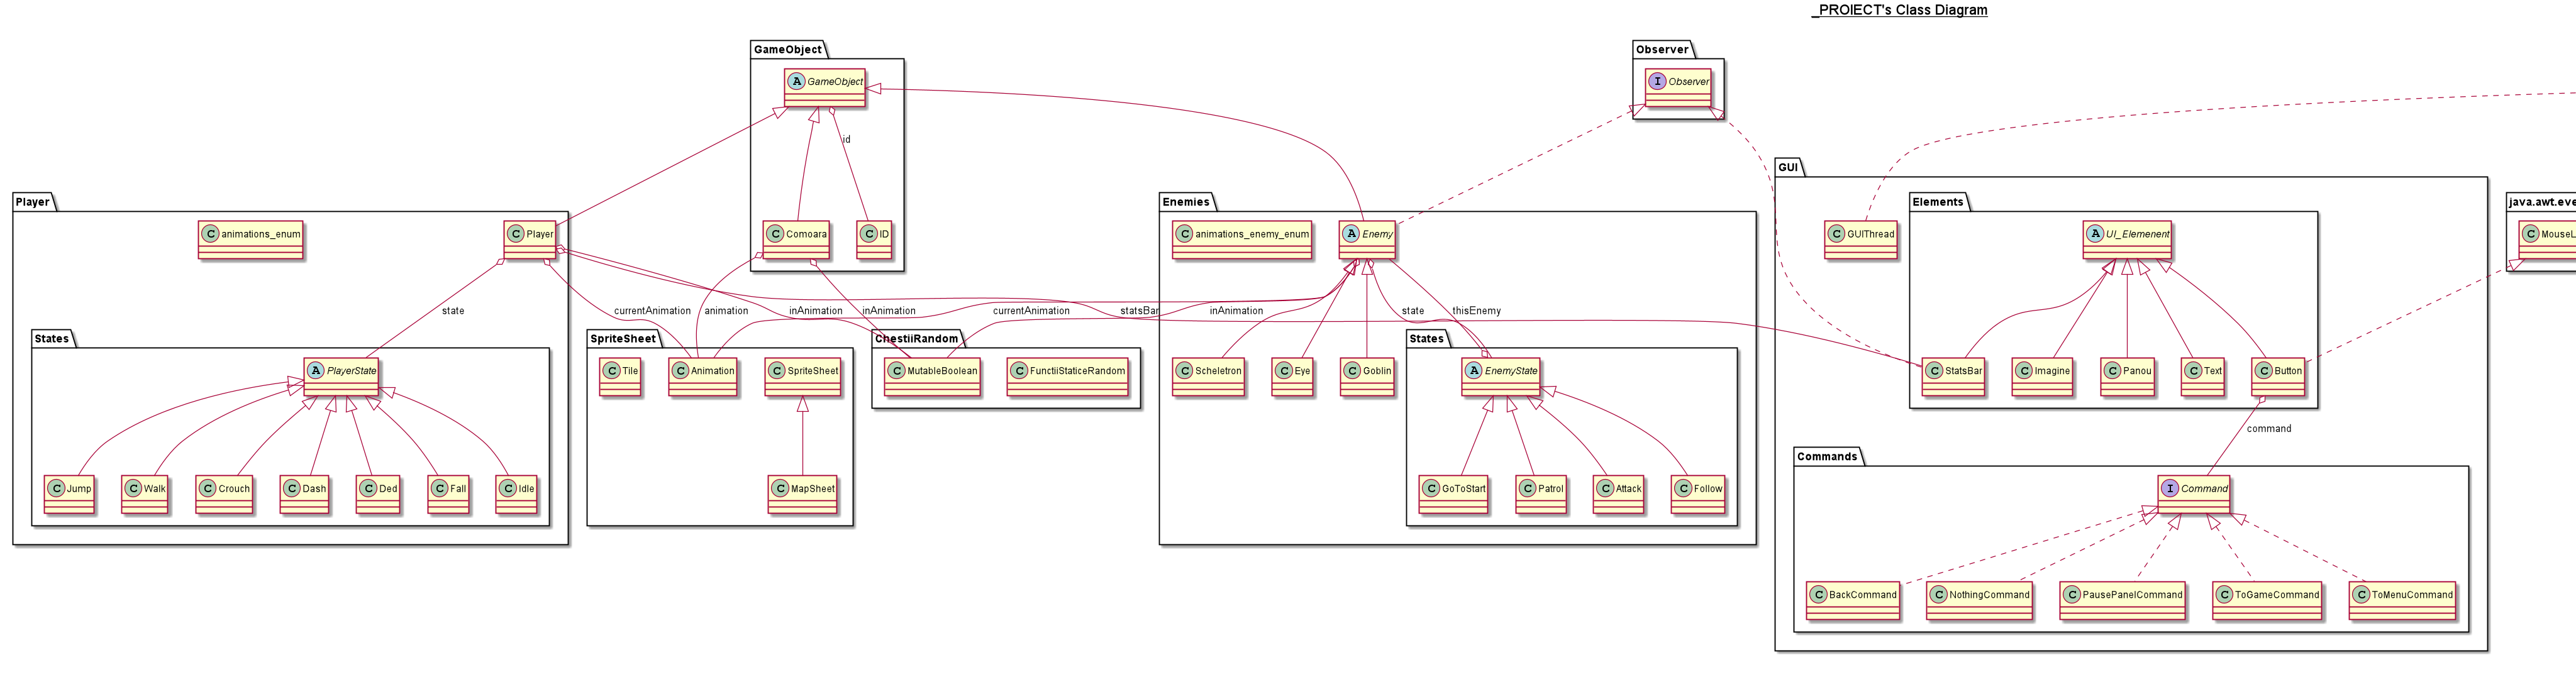 _PROIECT's Class Diagram
GameObject
Observer
A GameObject
I Observer
id
GUI
Player
Enemies
Elements
java.awt.eve
C animations_enum
C Player
C Comoara
C ID
C animations_enemy_enum
A Enemy
C GUIThread
A UI_Elemenent
C MouseL
state
currentAnimation
animation
inAnimation
inAnimation
currentAnimation
statsBar
inAnimation
state
thisEnemy
States
SpriteSheet
ChestiiRandom
States
A PlayerState
C Tile
C Animation
C SpriteSheet
C MutableBoolean
C FunctiiStaticeRandom
C Scheletron
C Eye
C Goblin
A EnemyState
C StatsBar
C Imagine
C Panou
C Text
C Button
command
Commands
C Jump
C Walk
C Crouch
C Dash
C Ded
C Fall
C Idle
C MapSheet
C GoToStart
C Patrol
C Attack
C Follow
I Command
C BackCommand
C NothingCommand
C PausePanelCommand
C ToGameCommand
C ToMenuCommand